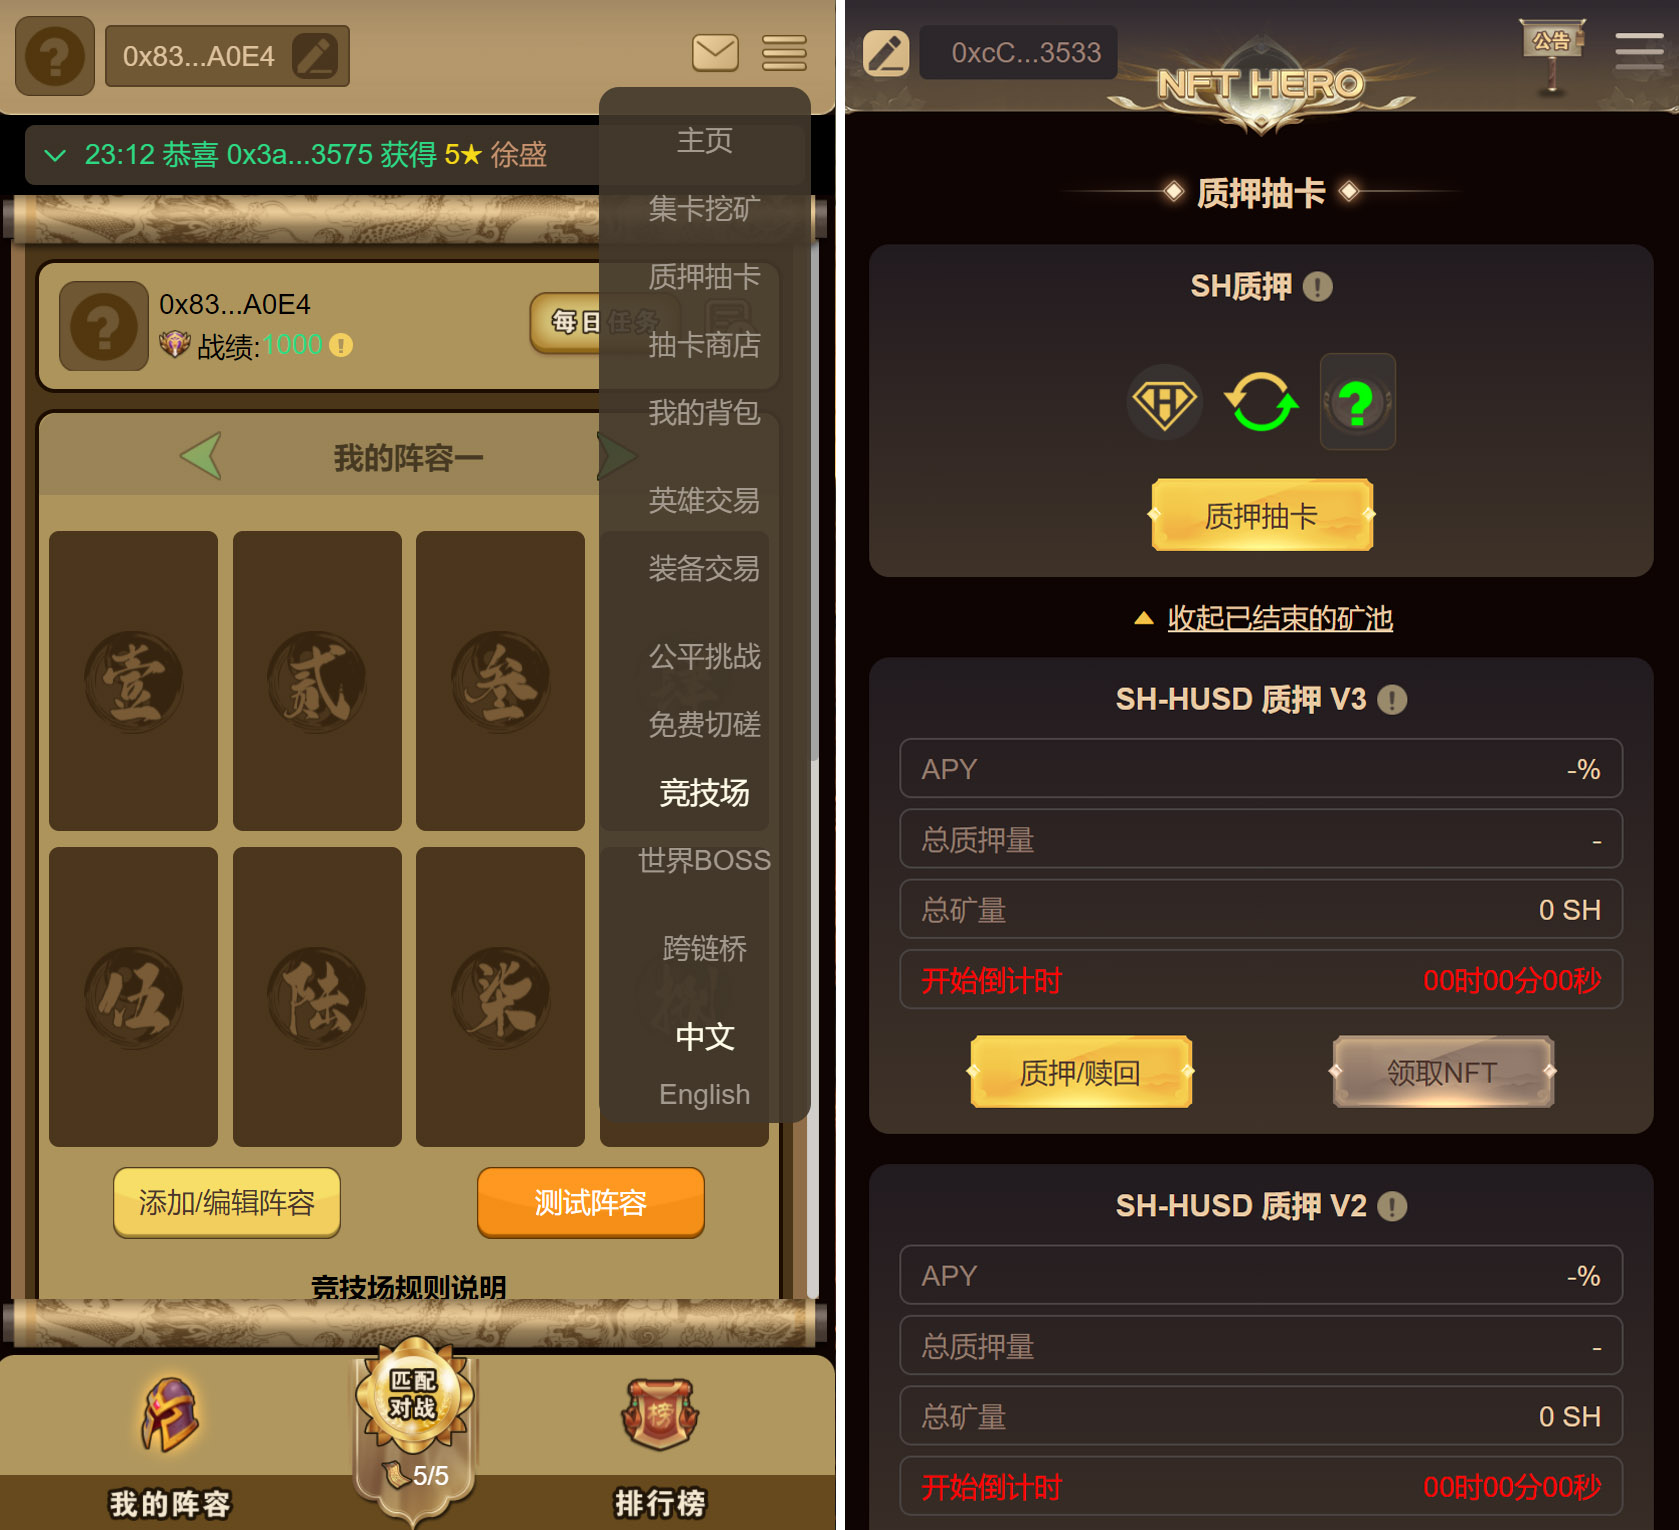 0x83...A0E4
23:12 恭喜 0x3a...3575 获得 5★ 徐盛
0x83...A0E4
战绩:1000
每日任务
我的阵容一
壹
贰
叁
伍
陆
柒
捌
添加/编辑阵容
测试阵容
竞技场规则说明
匹配
对战
5/5
我的阵容
排行榜
榜
主页
集卡挖矿
质押抽卡
抽卡商店
我的背包
英雄交易
装备交易
公平挑战
免费切磋
竞技场
世界BOSS
跨链桥
中文
English
0xcC...3533
NFT HERO
公告
质押抽卡
SH质押
质押抽卡
收起已结束的矿池
SH-HUSD 质押 V3
APY -%
总质押量 -
总矿量 0 SH
开始倒计时 00时00分00秒
质押/赎回
领取NFT
SH-HUSD 质押 V2
APY -%
总质押量 -
总矿量 0 SH
开始倒计时 00时00分00秒